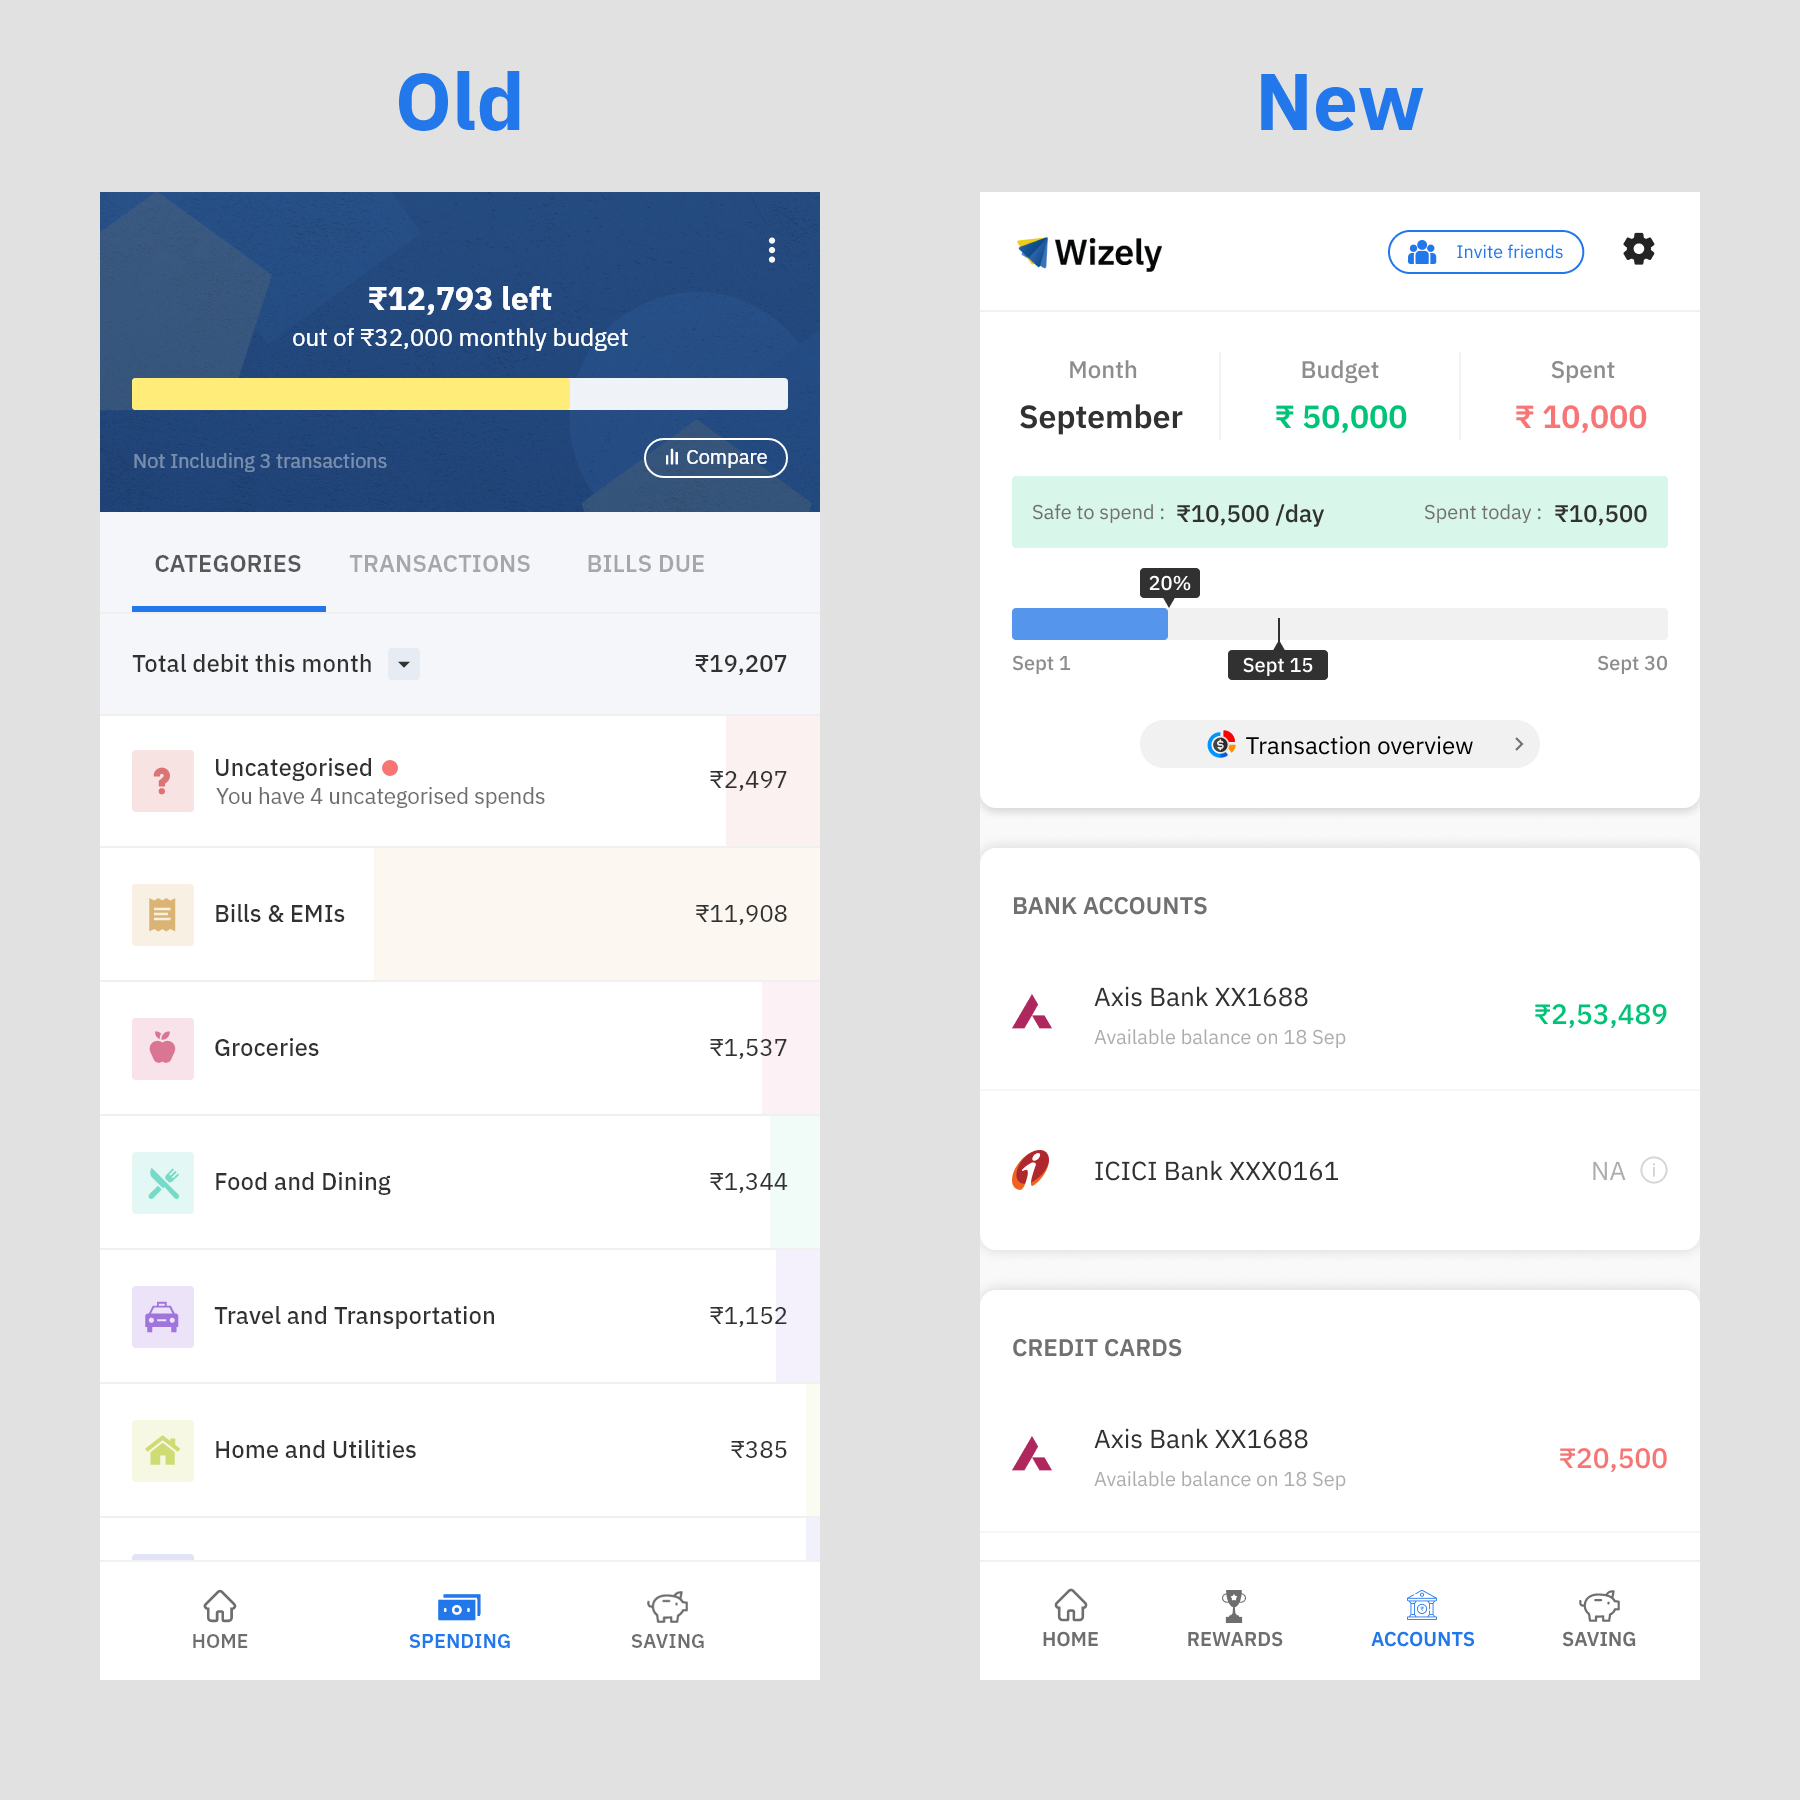 Old
₹12,793 left
out of ₹32,000 monthly budget
Not Including 3 transactions
Compare
CATEGORIES TRANSACTIONS BILLS DUE
Total debit this month ₹19,207
Uncategorised
You have 4 uncategorised spends
₹2,497
Bills & EMIs ₹11,908
Groceries ₹1,537
Food and Dining ₹1,344
Travel and Transportation ₹1,152
Home and Utilities ₹385
HOME SPENDING SAVING
New
Wizely Invite friends
Month Budget Spent
September ₹ 50,000 ₹ 10,000
Safe to spend : ₹10,500 /day Spent today : ₹10,500
20%
Sept 1 Sept 15 Sept 30
Transaction overview
BANK ACCOUNTS
Axis Bank XX1688
Available balance on 18 Sep
₹2,53,489
ICICI Bank XXX0161 NA
CREDIT CARDS
Axis Bank XX1688
Available balance on 18 Sep
₹20,500
HOME REWARDS ACCOUNTS SAVING